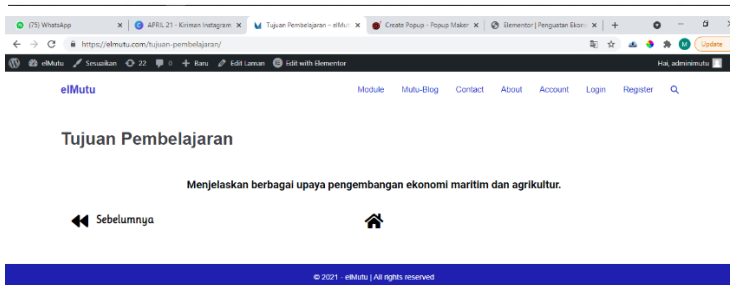 (75) WhatsApp
APRIL 21 - Kiriman Instagram
Tujuan Pembelajaran – elMutu
Create Popup - Popup Maker
Elementor | Penguatan Ekon
https://elmutu.com/tujuan-pembelajaran/
M Update
elMutu Sesuaikan 22 0 + Baru Edit Laman Edit with Elementor
Hai, adminimutu
elMutu
Module Mutu-Blog Contact About Account Login Register
Tujuan Pembelajaran
Menjelaskan berbagai upaya pengembangan ekonomi maritim dan agrikultur.
Sebelumnya
© 2021 - elMutu | All rights reserved